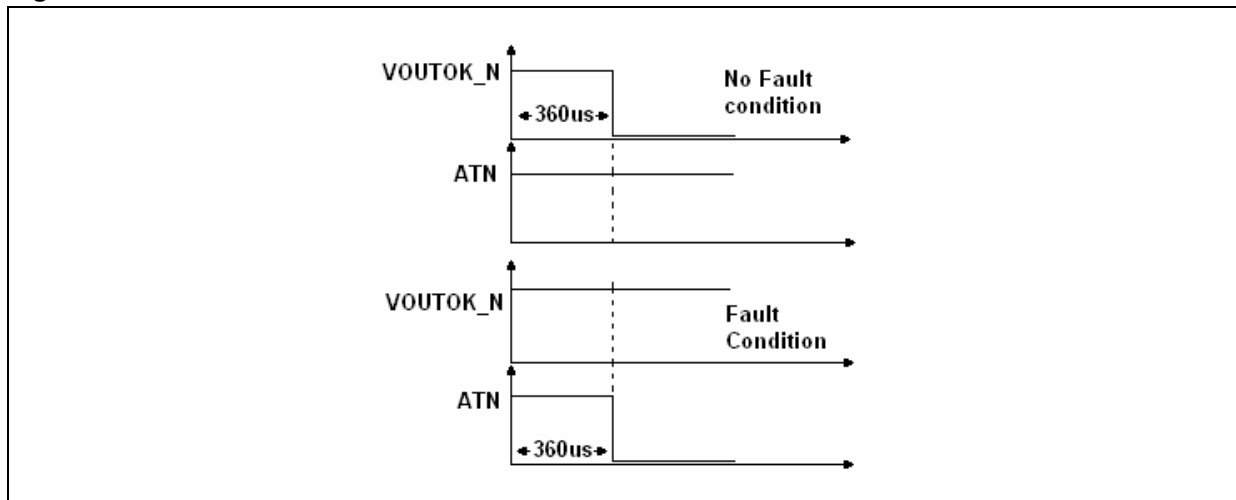 VOUTOK_N
No Fault
condition
360us
ATN
VOUTOK_N
Fault
Condition
ATN
360us